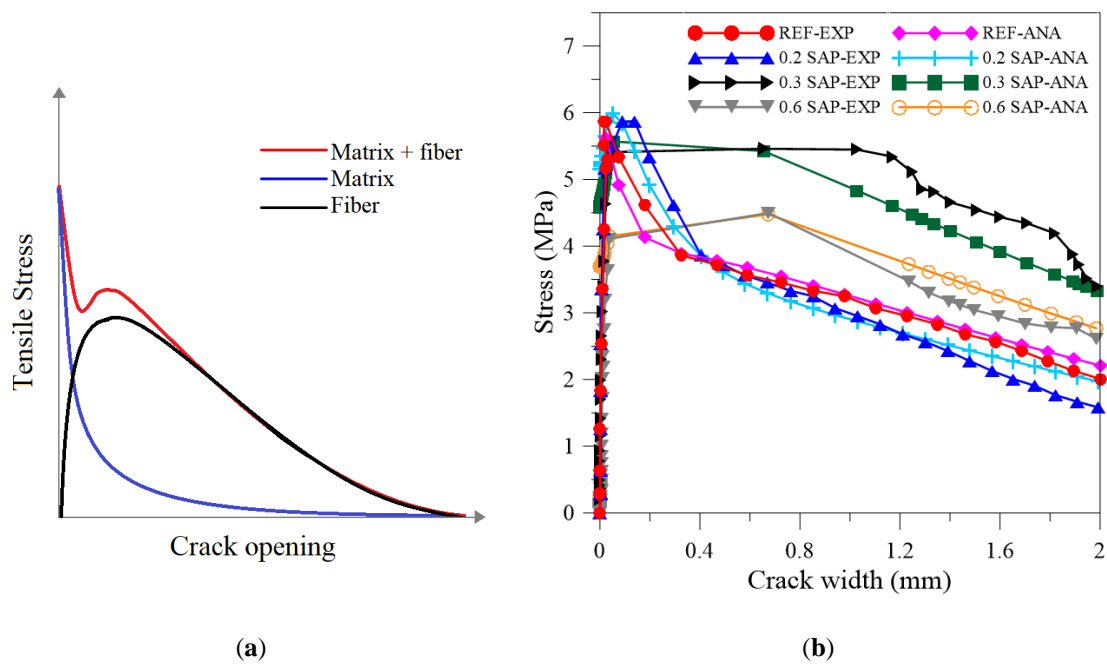 Tensile Stress
Matrix + fiber
Matrix
Fiber
Crack opening
(a)
Stress (MPa)
7
6
5
4
3
2
1
0
REF-EXP
REF-ANA
0.2 SAP-EXP
0.2 SAP-ANA
0.3 SAP-EXP
0.3 SAP-ANA
0.6 SAP-EXP
0.6 SAP-ANA
0 0.4 0.8 1.2 1.6 2
Crack width (mm)
(b)